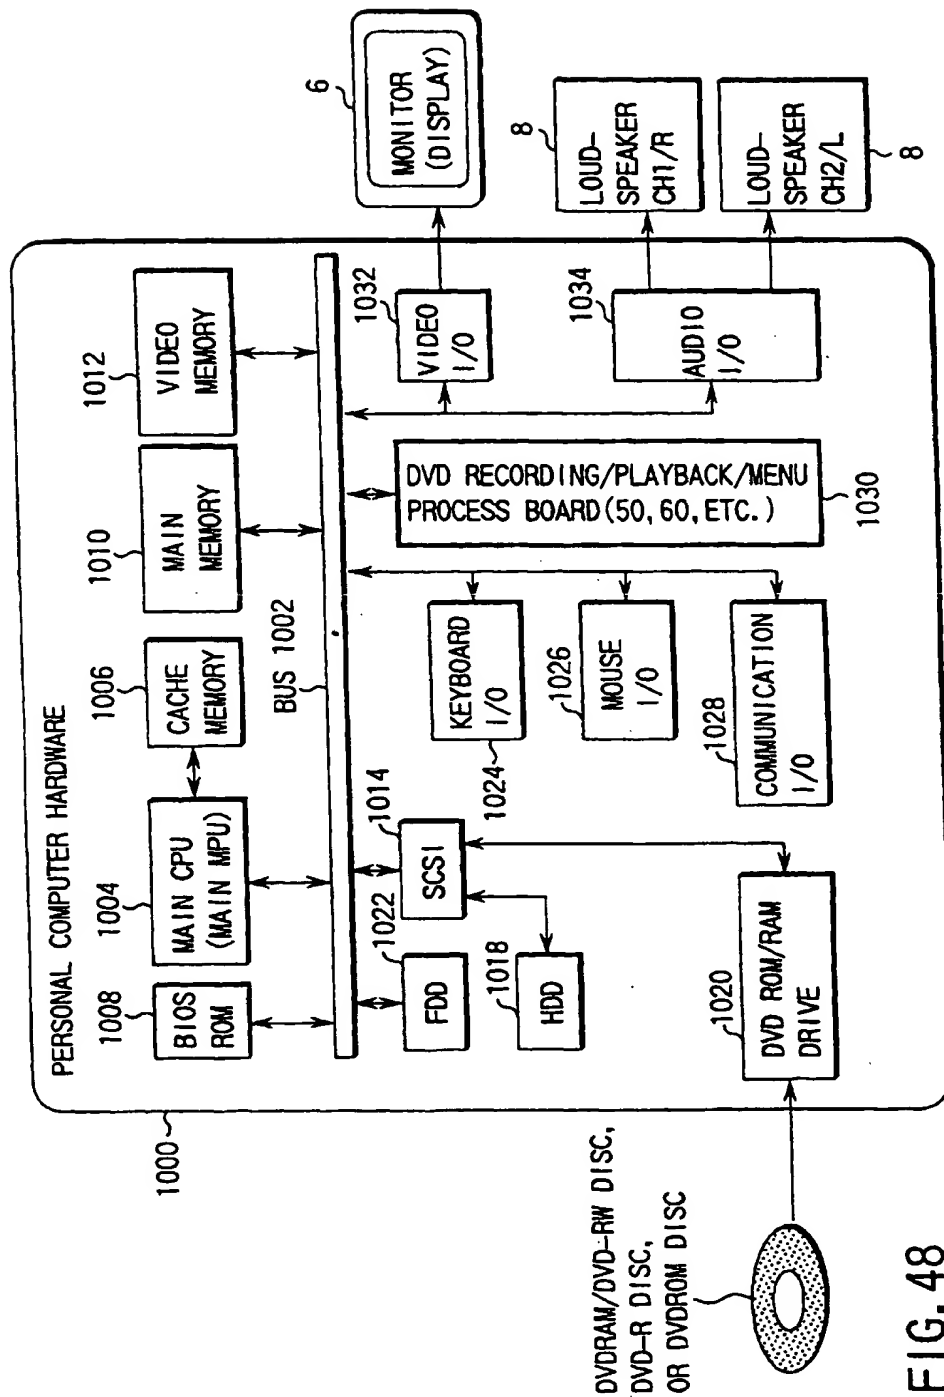 PERSONAL COMPUTER HARDWARE
1000
1008
BIOS
ROM
1004
MAIN CPU
(MAIN MPU)
1006
CACHE
MEMORY
1010
MAIN
MEMORY
1012
VIDEO
MEMORY
BUS 1002
1022
FDD
1014
SCSI
1018
HDD
1020
DVD ROM/RAM
DRIVE
1024
KEYBOARD
I/O
1026
MOUSE
I/O
1028
COMMUNICATION
I/O
DVD RECORDING/PLAYBACK/MENU
PROCESS BOARD(50, 60, ETC.)
1030
1032
VIDEO
I/O
1034
AUDIO
I/O
6
MONITOR
(DISPLAY)
8
LOUD-
SPEAKER
CH1/R
LOUD-
SPEAKER
CH2/L
8
DVDRAM/DVD-RW DISC,
DVD-R DISC,
OR DVDROM DISC
FIG. 48